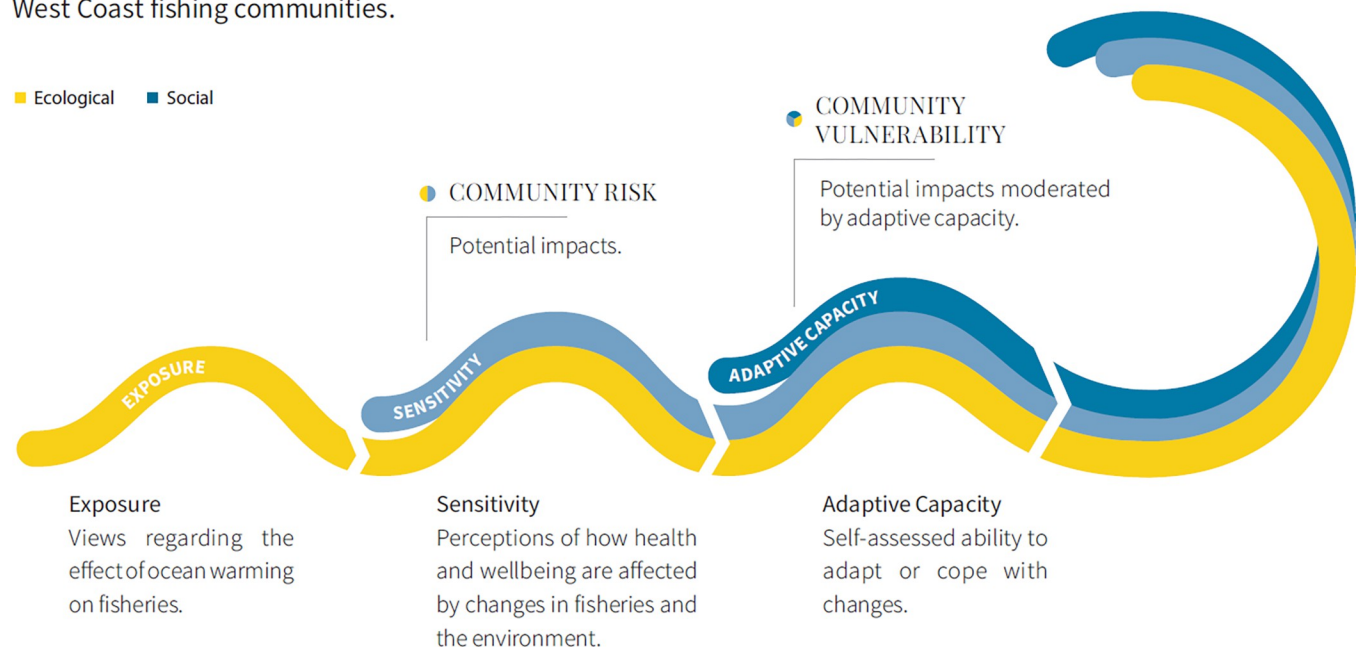 West Coast fishing communities.
Ecological
Social
COMMUNITY
VULNERABILITY
Potential impacts moderated
by adaptive capacity.
COMMUNITY RISK
Potential impacts.
EXPOSURE
SENSITIVITY
ADAPTIVE CAPACITY
Exposure
Views regarding the
effect of ocean warming
on fisheries.
Sensitivity
Perceptions of how health
and wellbeing are affected
by changes in fisheries and
the environment.
Adaptive Capacity
Self-assessed ability to
adapt or cope with
changes.